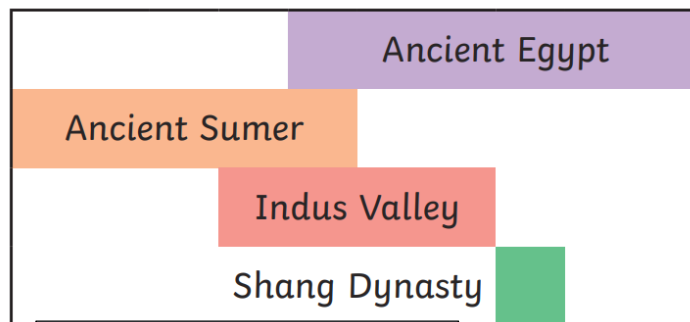 Ancient Egypt
Ancient Sumer
Indus Valley
Shang Dynasty